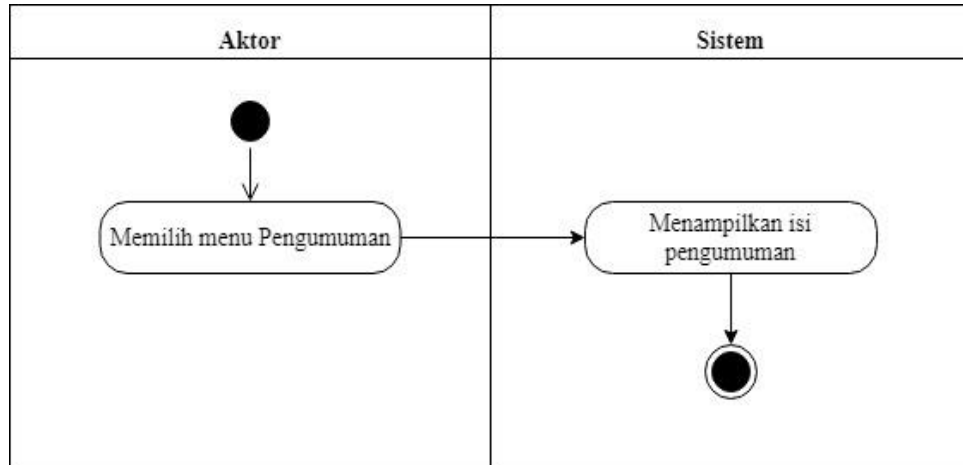 Aktor
Sistem
Memilih menu Pengumuman
Menampilkan isi
pengumuman